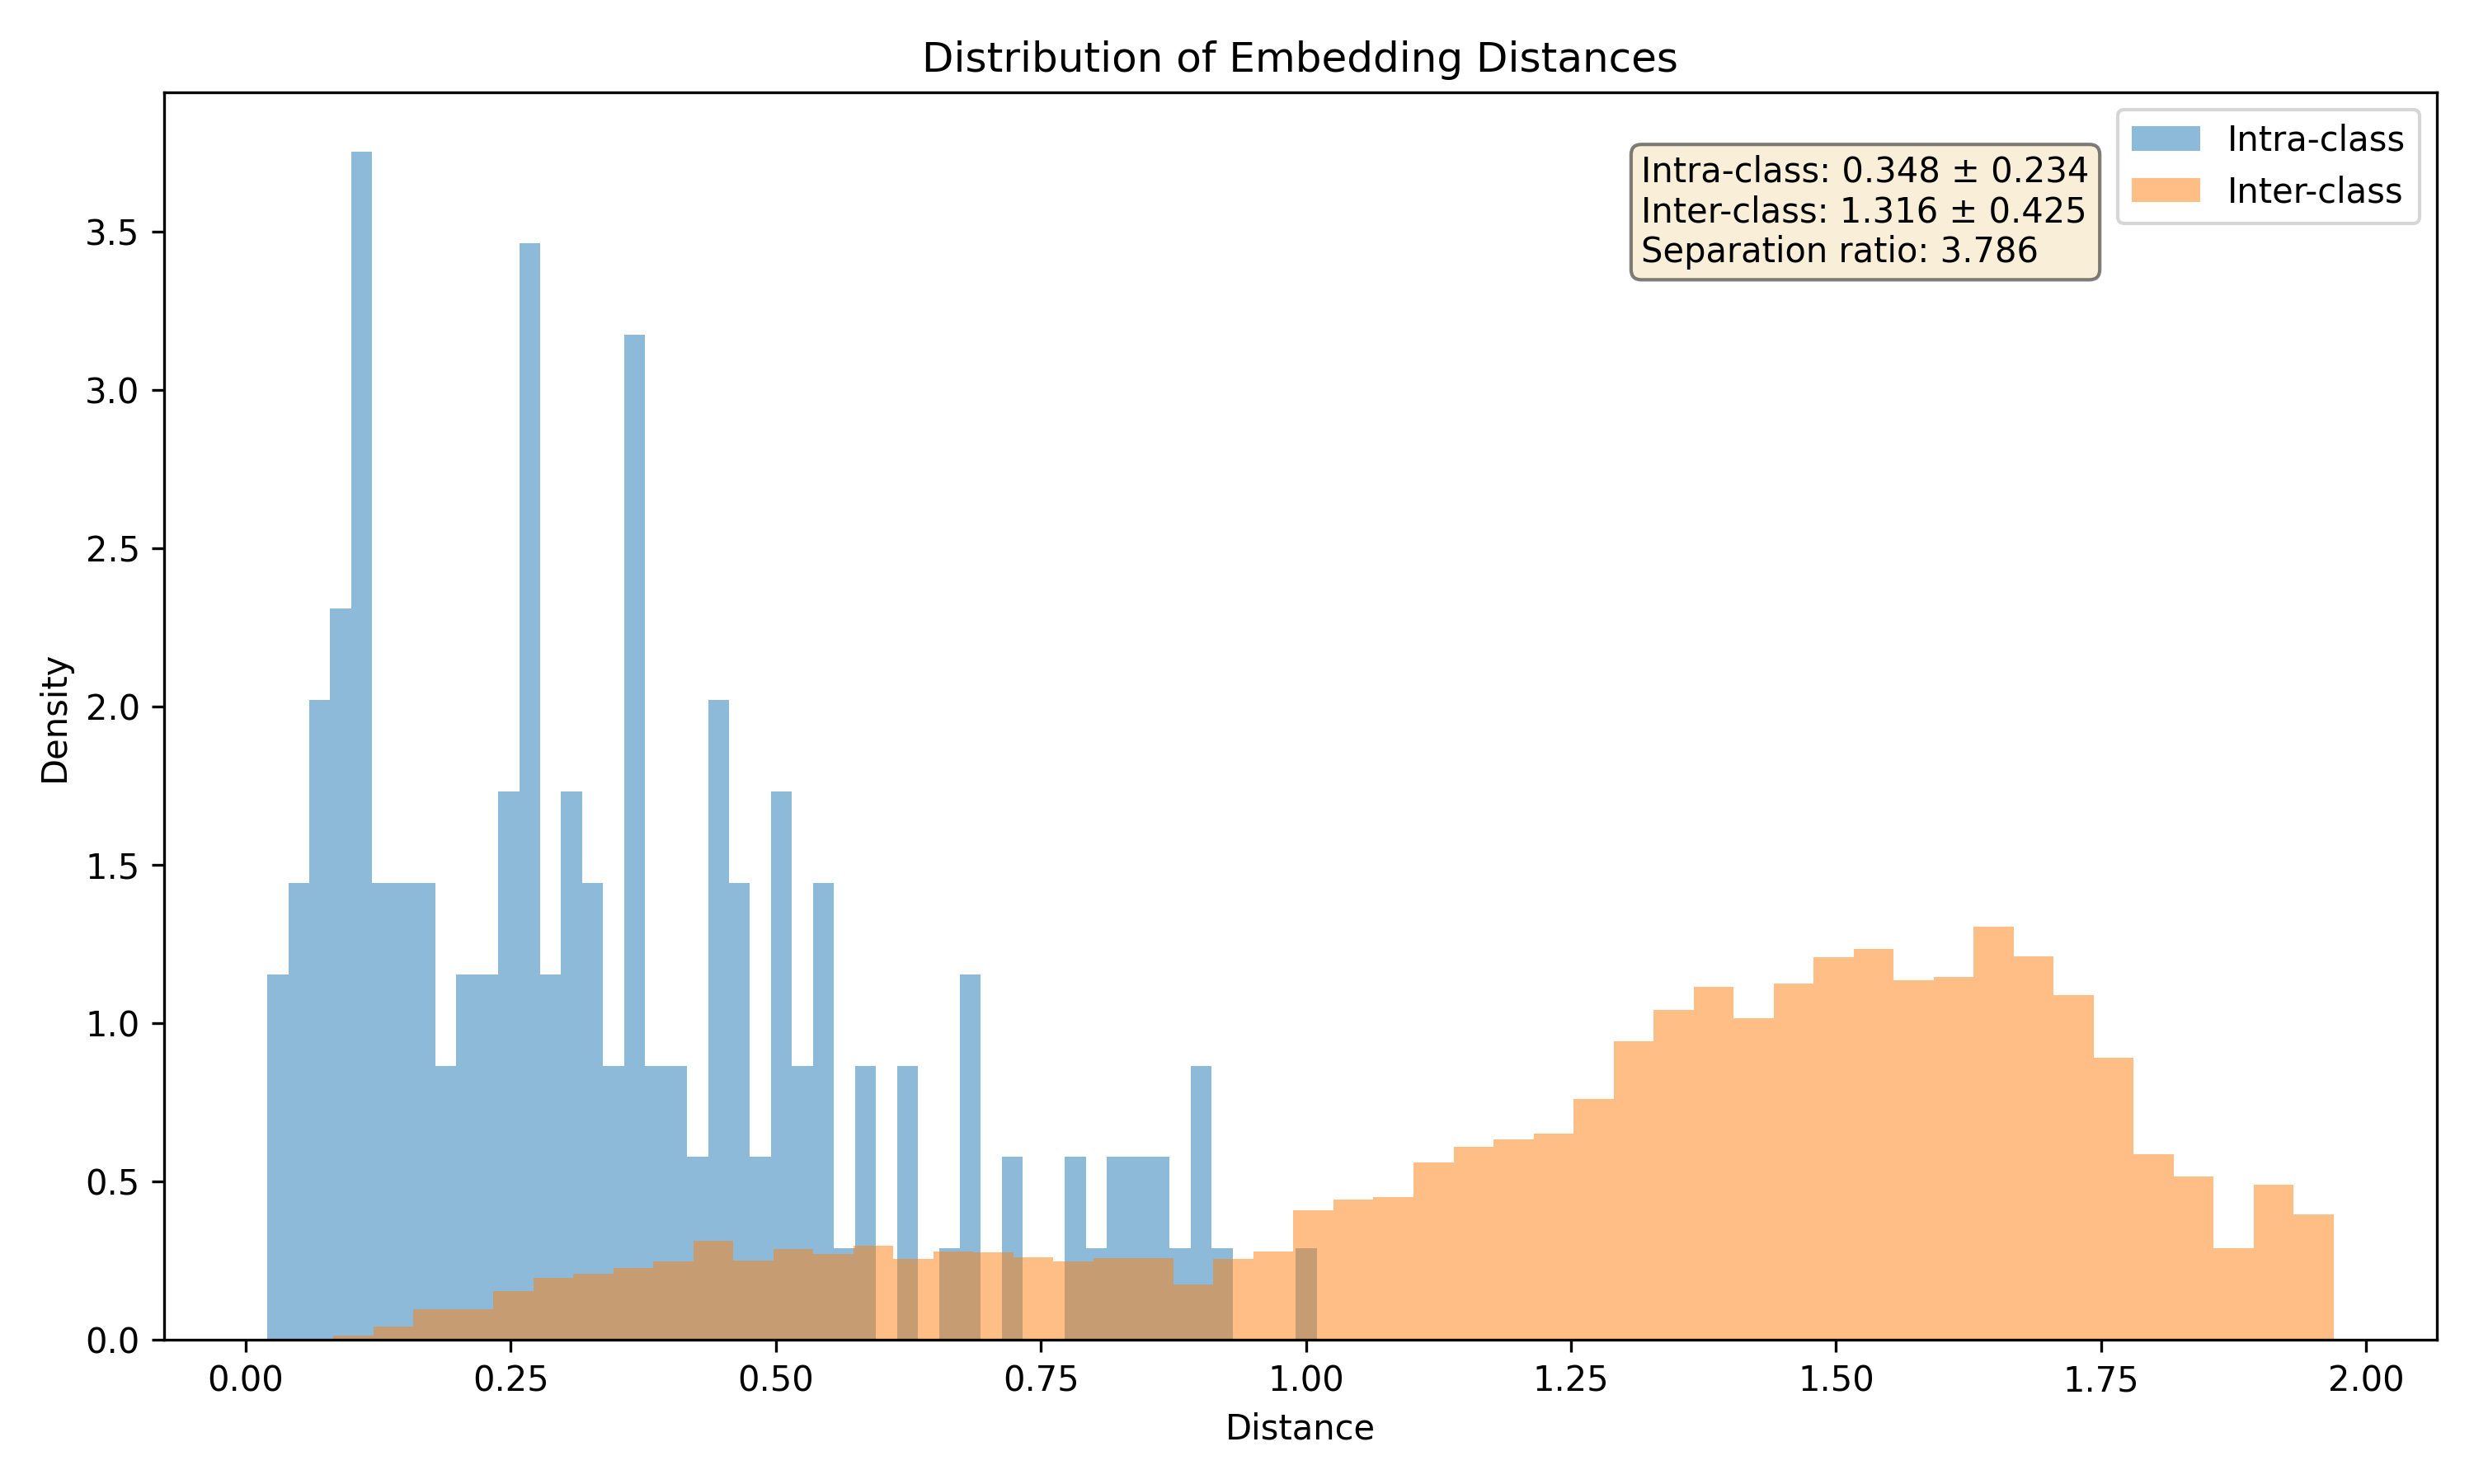 Distribution of Embedding Distances
Intra-class: 0.348 ± 0.234
Inter-class: 1.316 ± 0.425
Separation ratio: 3.786
Intra-class
Inter-class
Density
3.5
3.0
2.5
2.0
1.5
1.0
0.5
0.0
0.00 0.25 0.50 0.75 1.00 1.25 1.50 1.75 2.00
Distance